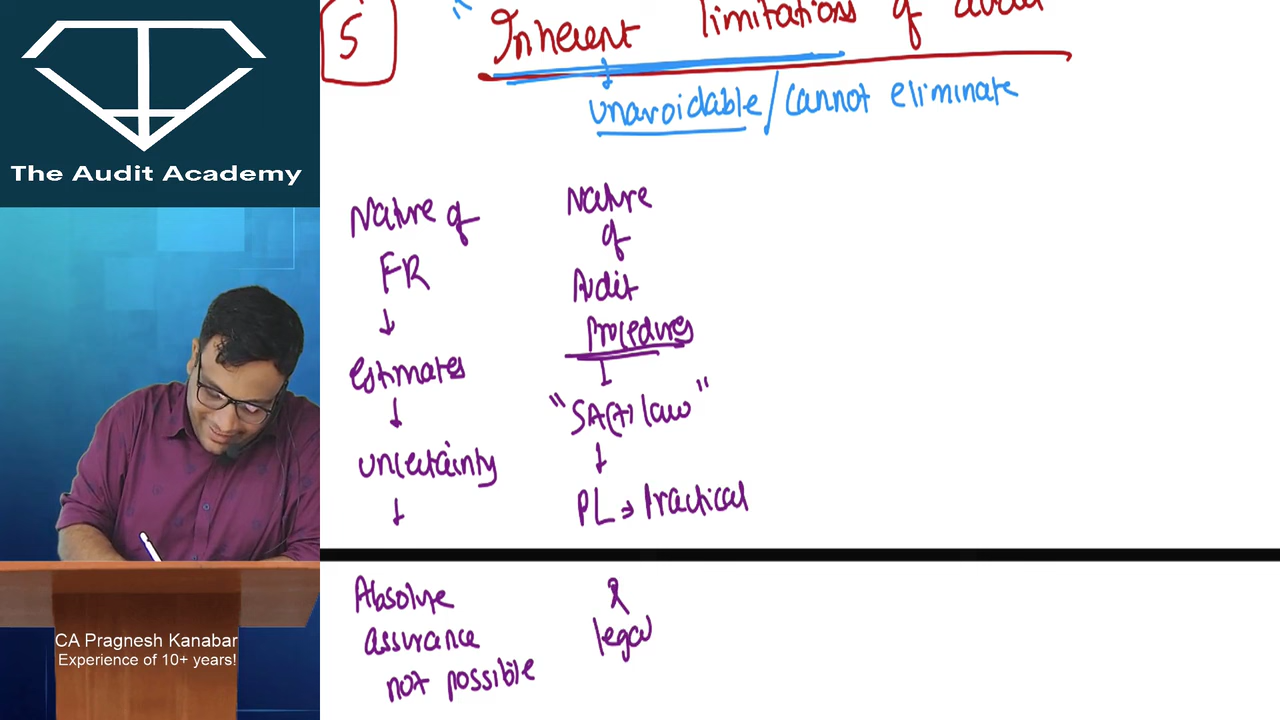 5
Inherent limitations of audit
unavoidable/cannot eliminate
The Audit Academy
Nature of
FR
estimates
uncertainty
Absolute
assurance
not possible
Nature
of
Audit
procedures
"SA(+) law"
PL → Practical
&
legal
CA Pragnesh Kanabar
Experience of 10+ years!